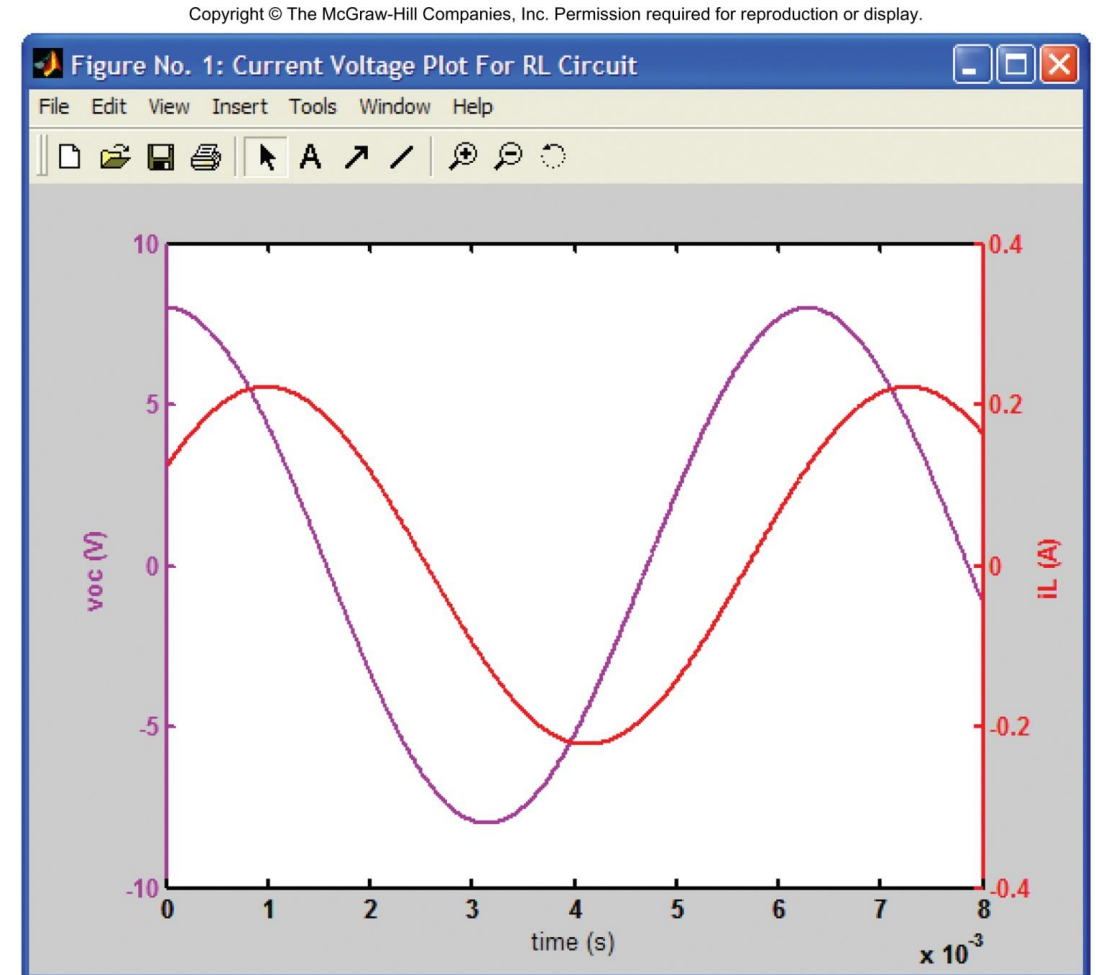 Copyright © The McGraw-Hill Companies, Inc. Permission required for reproduction or display.
Figure No. 1: Current Voltage Plot For RL Circuit
File Edit View Insert Tools Window Help
A
10
5
0
-5
-10
voc (V)
0.4
0.2
0
-0.2
-0.4
iL (A)
0 1 2 3 4 5 6 7 8
time (s)
x 10⁻³